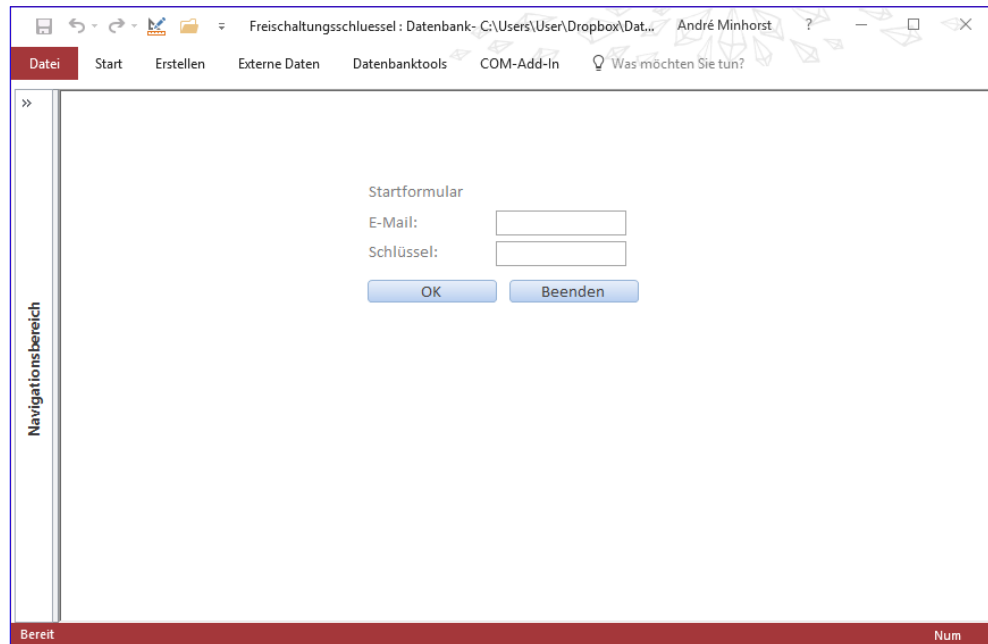 Freischaltungsschluessel : Datenbank- C:\Users\User\Dropbox\Dat... André Minhorst ?
Datei Start Erstellen Externe Daten Datenbanktools COM-Add-In Was möchten Sie tun?
»
Navigationsbereich
Startformular
E-Mail:
Schlüssel:
OK Beenden
Bereit Num